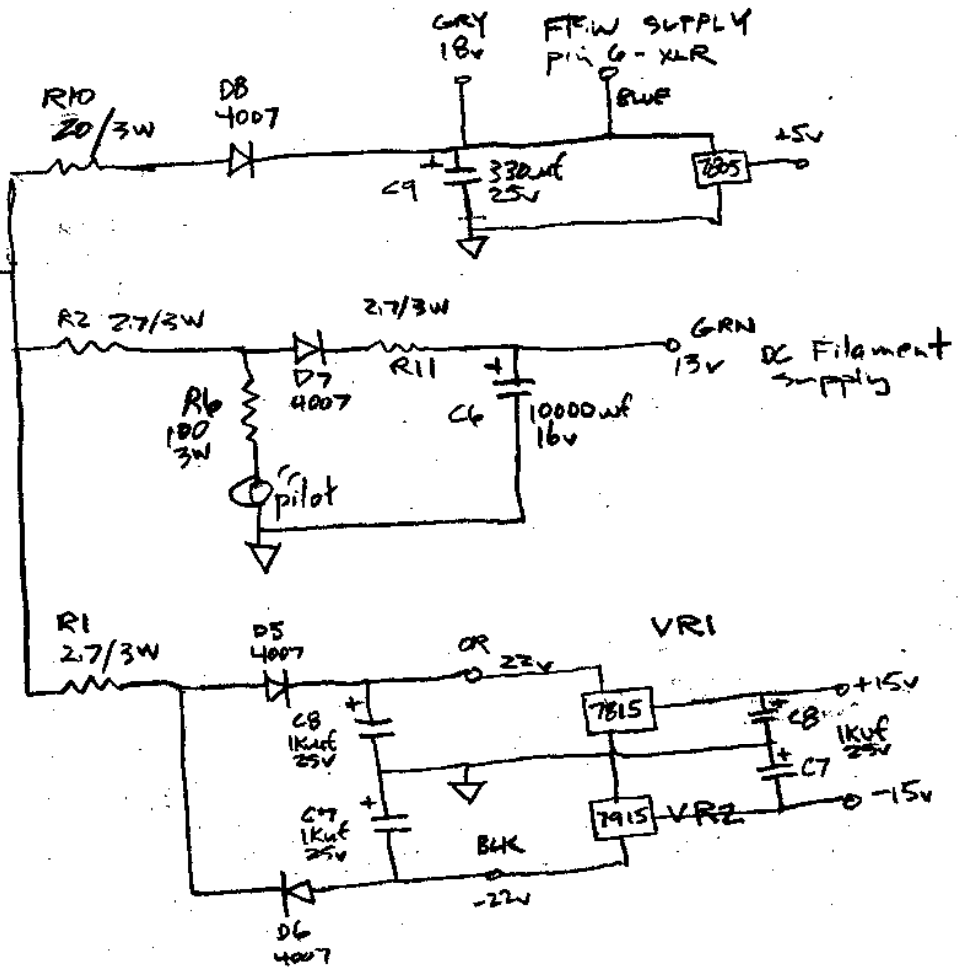 GRY
18v
FTSW SUPPLY
pin 6 - XLR
BLUE
R10
20/3W
D8
4007
+5v
7805
+
C9
330uf
25v
R2 2.7/3W
2.7/3W
D7
4007
R11
GRN
13v
DC Filament
supply
R6
100
3W
+
C6
10000uf
16v
pilot
R1
2.7/3W
D5
4007
OR
22v
VR1
7815
+15v
+
C8
1Kuf
25v
+
C8
1Kuf
25v
+
C7
1Kuf
25v
+
C7
7915
VR2
-15v
BLK
-22v
D6
4007